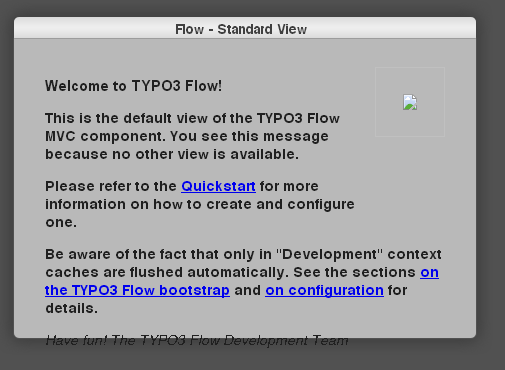 Flow - Standard View
Welcome to TYPO3 Flow!
This is the default view of the TYPO3 Flow
MVC component. You see this message
because no other view is available.
Please refer to the Quickstart for more
information on how to create and configure
one.
Be aware of the fact that only in "Development" context
caches are flushed automatically. See the sections on
the TYPO3 Flow bootstrap and on configuration for
details.
Have fun! The TYPO3 Flow Development Team